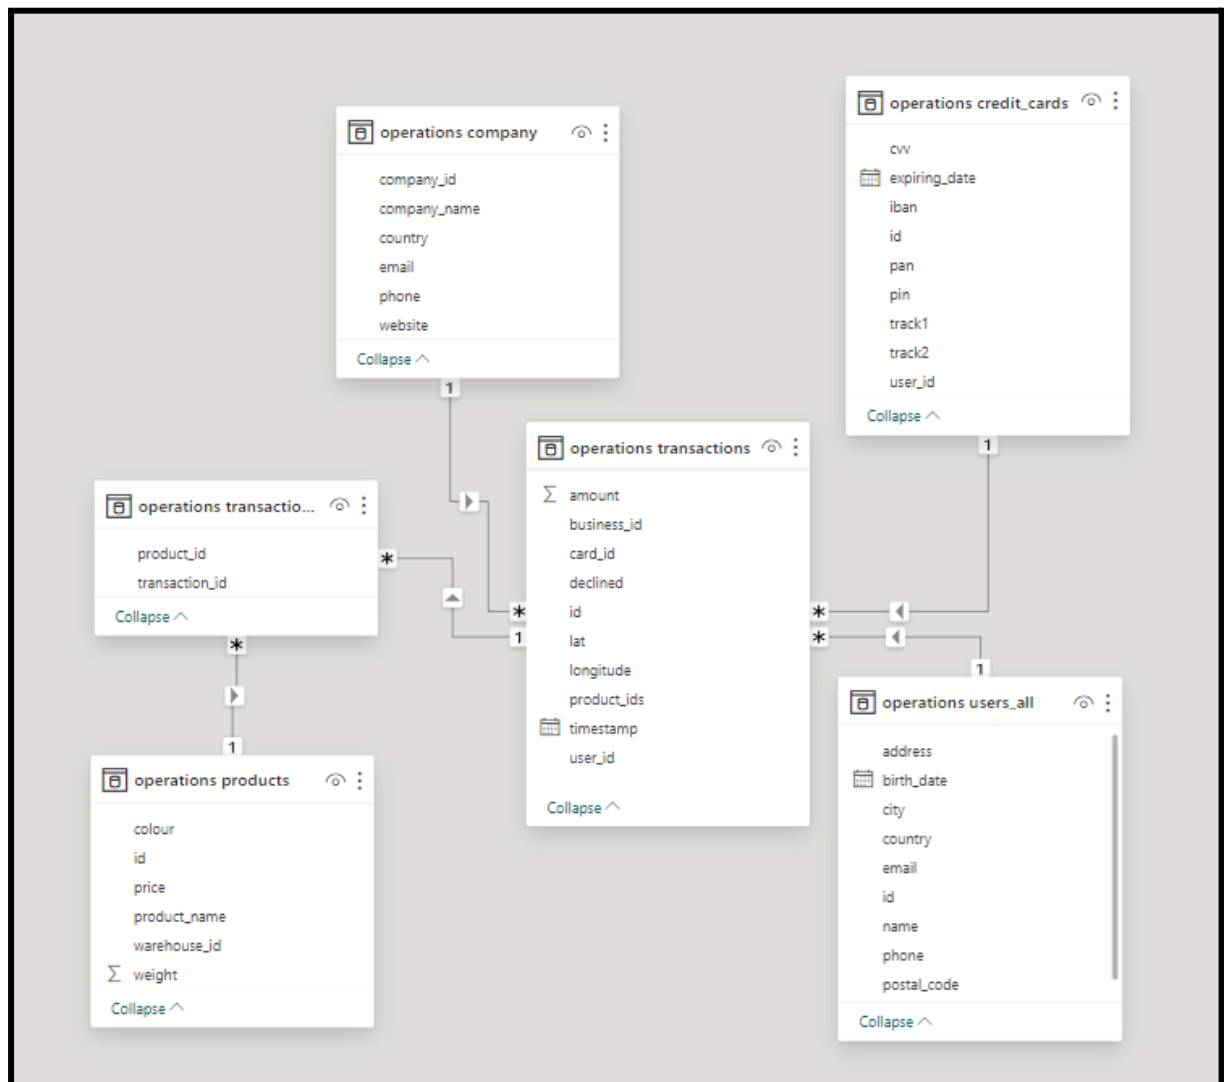 operations company
company_id
company_name
country
email
phone
website
Collapse
1
operations credit_cards
cvv
expiring_date
iban
id
pan
pin
track1
track2
user_id
Collapse
1
operations transactions
Σ amount
business_id
card_id
declined
id
lat
longitude
product_ids
timestamp
user_id
Collapse
*
1
*
*
operations transactio...
product_id
transaction_id
Collapse
*
*
1
operations products
colour
id
price
product_name
warehouse_id
Σ weight
Collapse
1
operations users_all
address
birth_date
city
country
email
id
name
phone
postal_code
Collapse